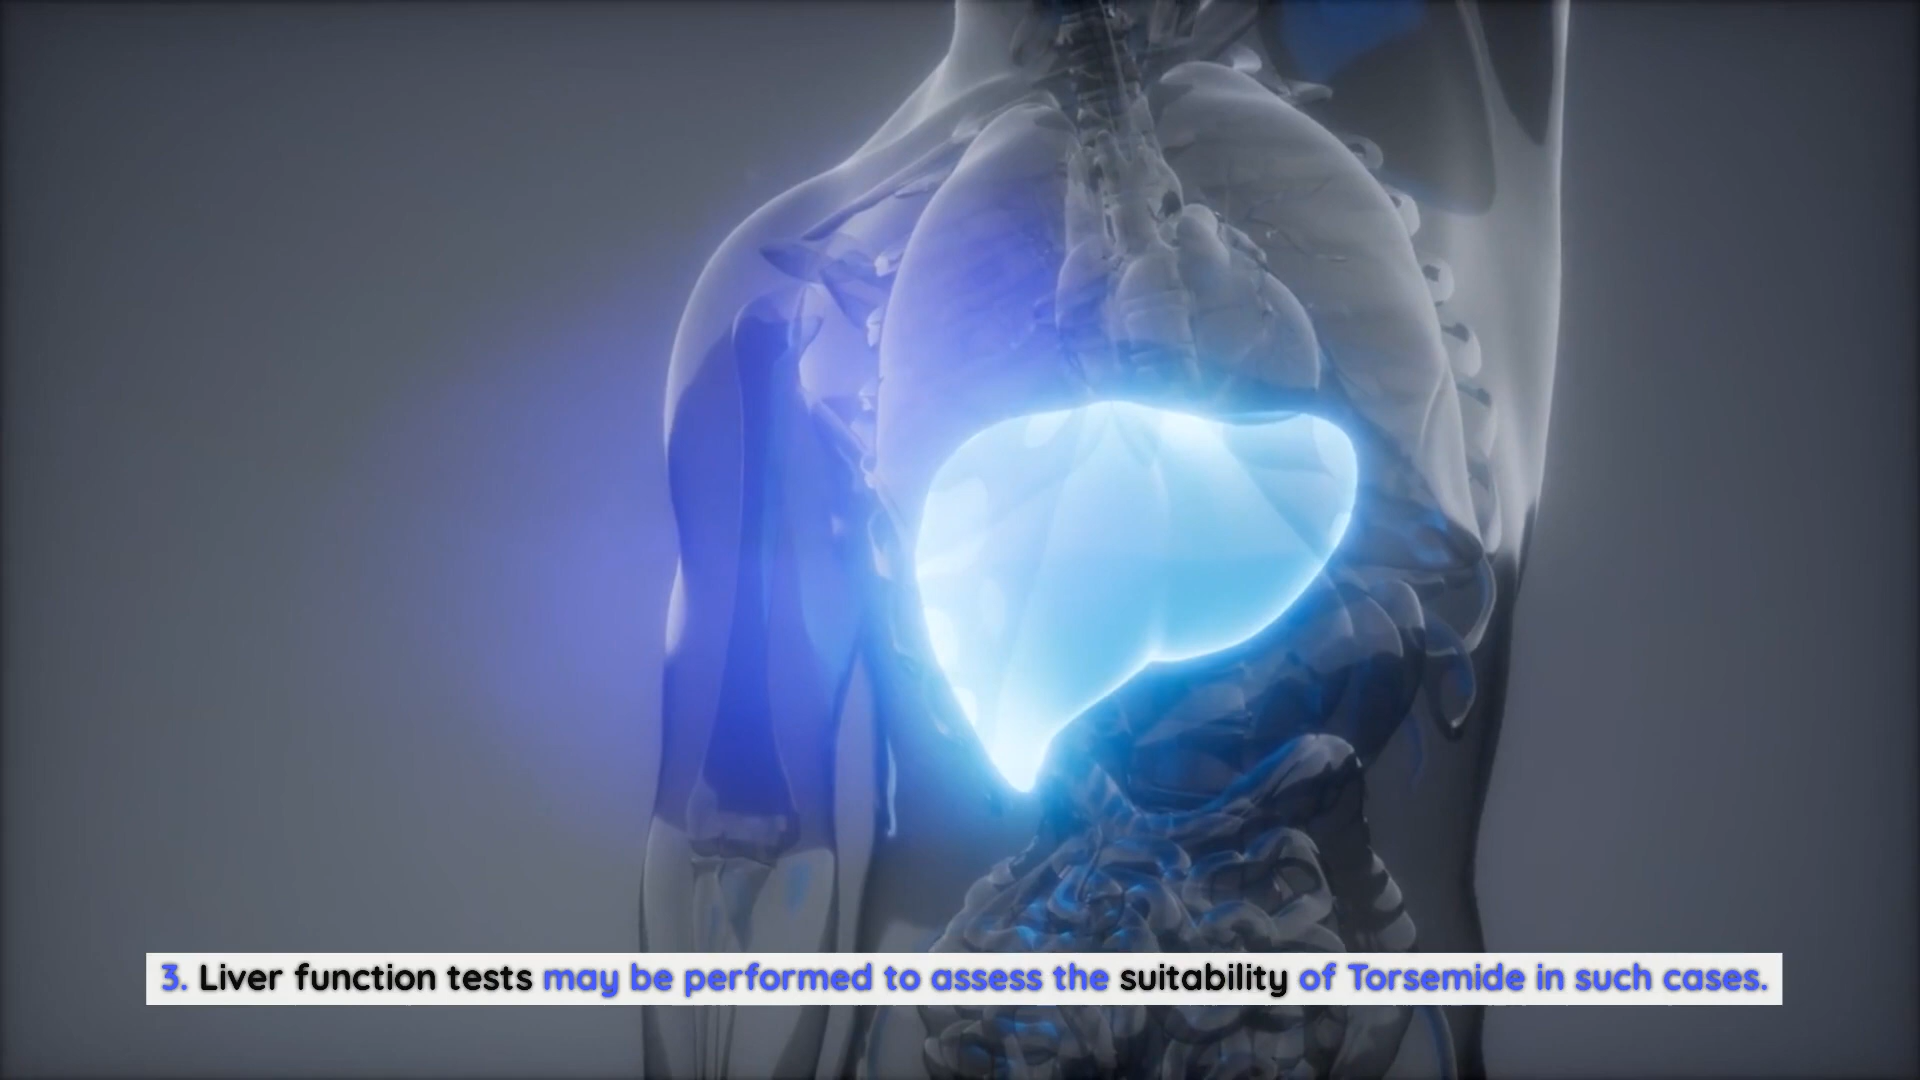 3. Liver function tests may be performed to assess the suitability of Torsemide in such cases.